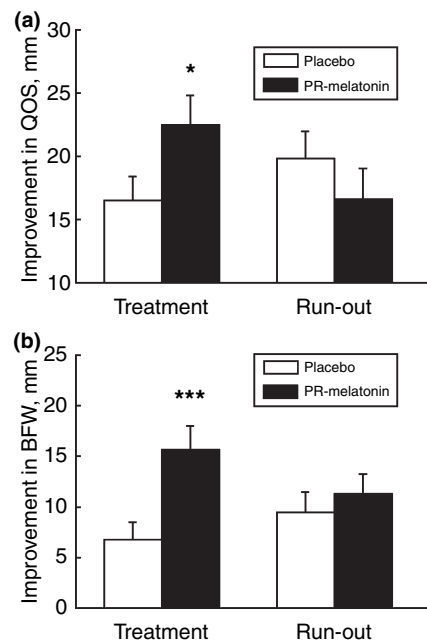 (a)
Improvement in QOS, mm
30
25
20
15
10
*
Placebo
PR-melatonin
Treatment Run-out
(b)
Improvement in BFW, mm
25
20
15
10
5
0
***
Placebo
PR-melatonin
Treatment Run-out